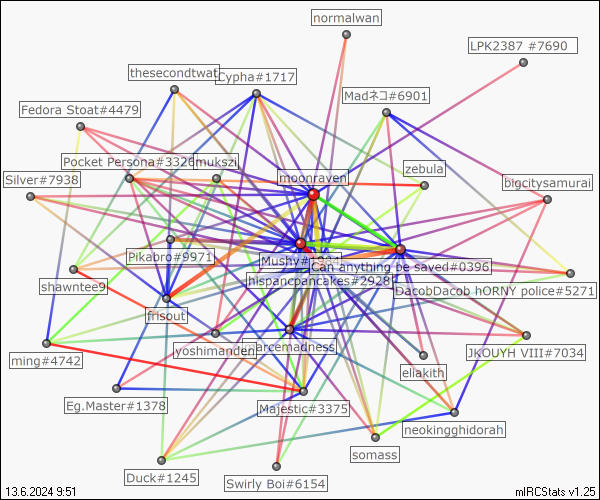 normalwan
LPK2387 #7690
thesecondtwat
Cypha#1717
Madネコ#6901
Fedora Stoat#4479
Pocket Persona#3326
mukszi
moonraven
zebula
Silver#7938
bigcitysamurai
Pikabro#9971
Mushy#1984
Can anything be saved#0396
hispancpancakes#2928
shawntee9
DacobDacob hORNY police#5271
frisout
ming#4742
yoshimanden
arcemadness
JKOUYH VIII#7034
eliakith
Eg.Master#1378
Majestic#3375
neokingghidorah
somass
Duck#1245
Swirly Boi#6154
13.6.2024 9:51
mIRCStats v1.25